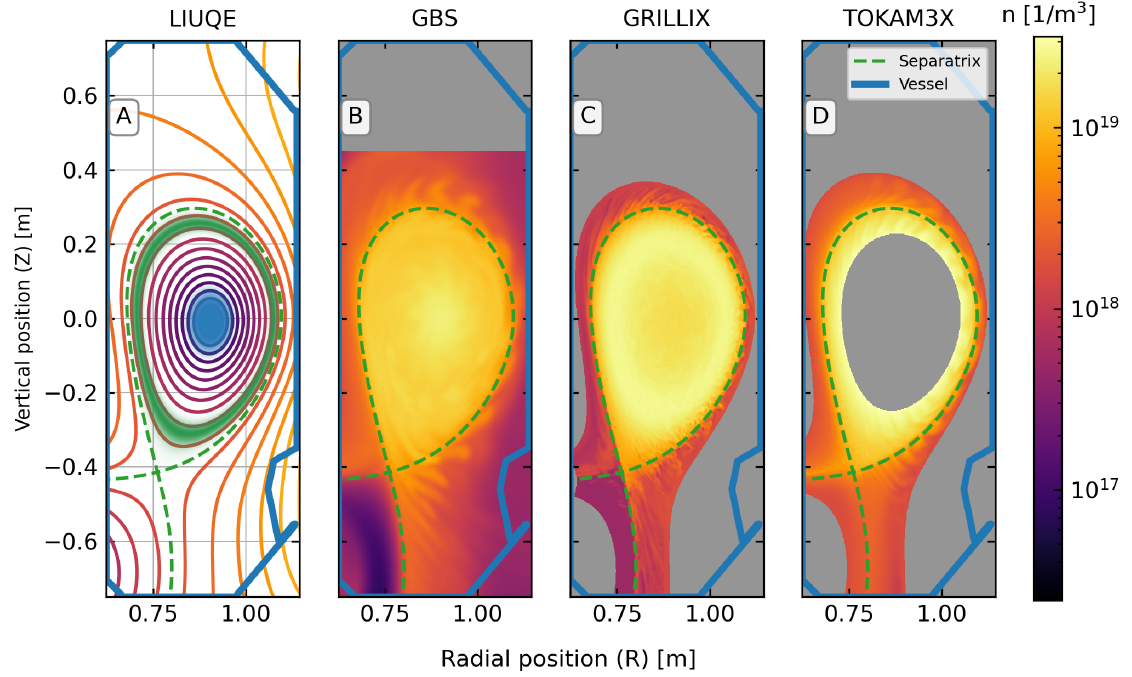 LIUQE
GBS
GRILLIX
TOKAM3X
n [1/m³]
A
B
C
D
Separatrix
Vessel
0.6
0.4
0.2
0.0
−0.2
−0.4
−0.6
Vertical position (Z) [m]
10¹⁹
10¹⁸
10¹⁷
0.75 1.00
0.75 1.00
0.75 1.00
0.75 1.00
Radial position (R) [m]